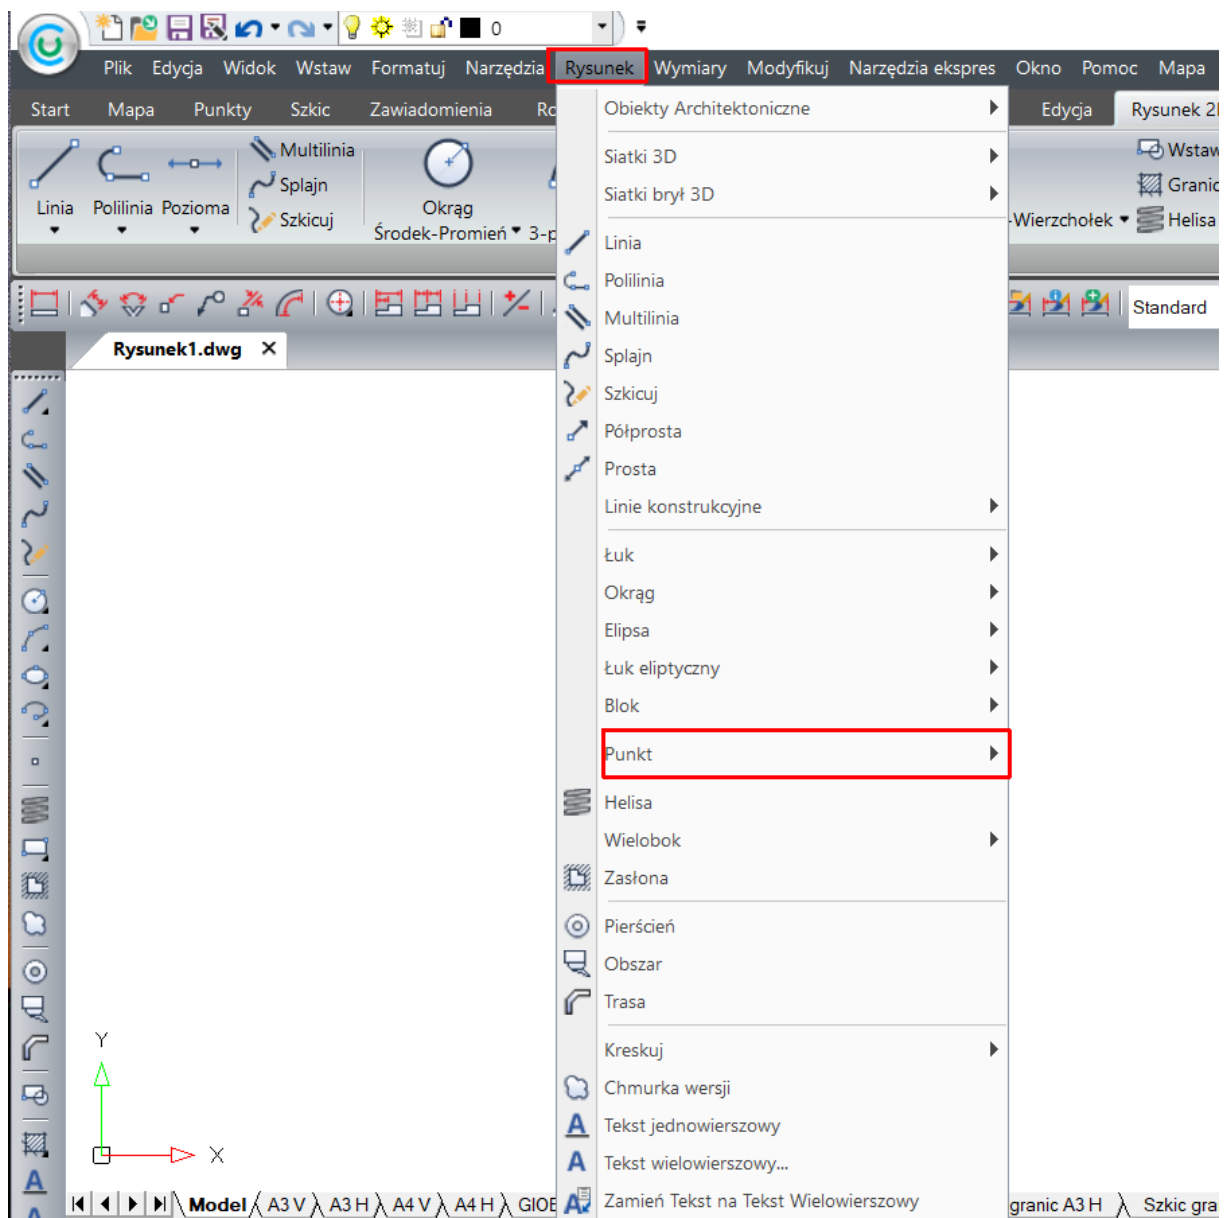 0
Plik Edycja Widok Wstaw Formatuj Narzędzia Rysunek Wymiary Modyfikuj Narzędzia ekspres Okno Pomoc Mapa
Start Mapa Punkty Szkic Zawiadomienia Edycja Rysunek
Multilinia
Splajn
Szkicuj
Linia Polilinia Pozioma
Okrąg
Środek-Promień
-Wierzchołek
Helisa
Standard
Rysunek1.dwg
Obiekty Architektoniczne
Siatki 3D
Siatki brył 3D
Linia
Polilinia
Multilinia
Splajn
Szkicuj
Półprosta
Prosta
Linie konstrukcyjne
Łuk
Okrąg
Elipsa
Łuk eliptyczny
Blok
Punkt
Helisa
Wielobok
Zasłona
Pierścień
Obszar
Trasa
Kreskuj
Chmurka wersji
Tekst jednowierszowy
Tekst wielowierszowy...
Zamień Tekst na Tekst Wielowierszowy
Y
X
Model A3 V A3 H A4 V A4 H granic A3 H Szkic